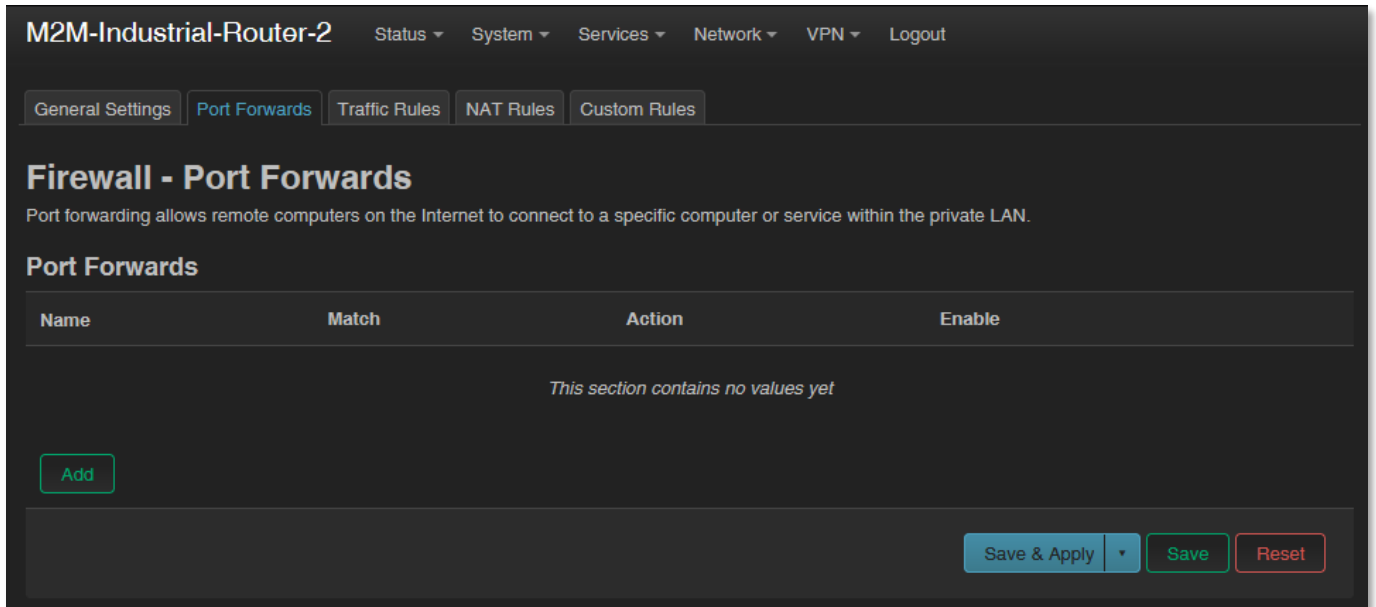 M2M-Industrial-Router-2 Status System Services Network VPN Logout
General Settings Port Forwards Traffic Rules NAT Rules Custom Rules
Firewall - Port Forwards
Port forwarding allows remote computers on the Internet to connect to a specific computer or service within the private LAN.
Port Forwards
Name Match Action Enable
This section contains no values yet
Add
Save & Apply Save Reset